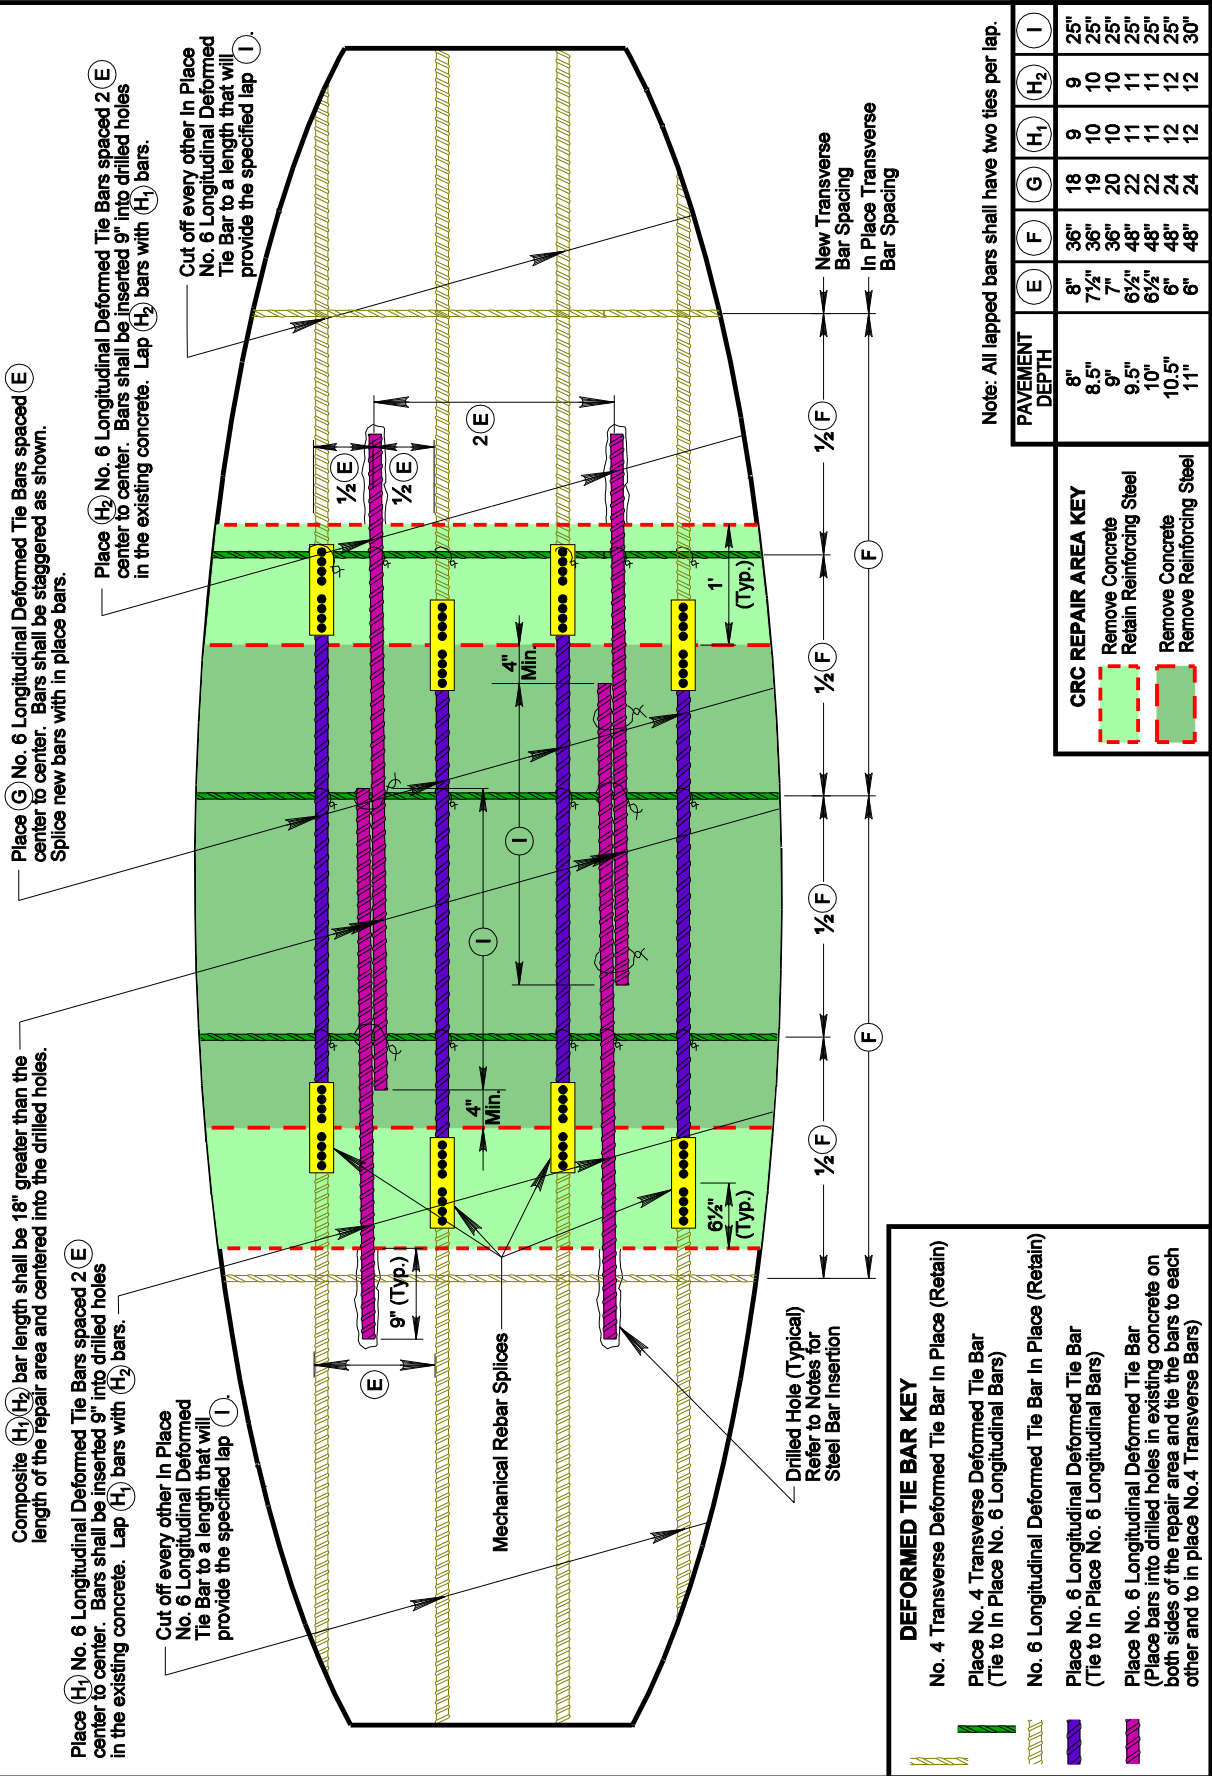 Composite H1 H2 bar length shall be 18" greater than the
length of the repair area and centered into the drilled holes.
Place G No. 6 Longitudinal Deformed Tie Bars spaced E
center to center. Bars shall be staggered as shown.
Splice new bars with in place bars.
Place H1 No. 6 Longitudinal Deformed Tie Bars spaced 2 E
center to center. Bars shall be inserted 9" into drilled holes
in the existing concrete. Lap H1 bars with H2 bars.
Place H2 No. 6 Longitudinal Deformed Tie Bars spaced 2 E
center to center. Bars shall be inserted 9" into drilled holes
in the existing concrete. Lap H2 bars with H1 bars.
Cut off every other In Place
No. 6 Longitudinal Deformed
Tie Bar to a length that will
provide the specified lap I.
Cut off every other In Place
No. 6 Longitudinal Deformed
Tie Bar to a length that will
provide the specified lap I.
E
9" (Typ.)
Mechanical Rebar Splices
4"
Min.
I
I
4"
Min.
½ E
½ E
2 E
6½"
(Typ.)
1'
(Typ.)
Drilled Hole (Typical)
Refer to Notes for
Steel Bar Insertion
½ F
½ F
½ F
½ F
New Transverse
Bar Spacing
F
F
In Place Transverse
Bar Spacing
DEFORMED TIE BAR KEY
No. 4 Transverse Deformed Tie Bar In Place (Retain)
Place No. 4 Transverse Deformed Tie Bar
(Tie to In Place No. 6 Longitudinal Bars)
No. 6 Longitudinal Deformed Tie Bar In Place (Retain)
Place No. 6 Longitudinal Deformed Tie Bar
(Tie to In Place No. 6 Longitudinal Bars)
Place No. 6 Longitudinal Deformed Tie Bar
(Place bars into drilled holes in existing concrete on
both sides of the repair area and tie the bars to each
other and to in place No.4 Transverse Bars)
CRC REPAIR AREA KEY
Remove Concrete
Retain Reinforcing Steel
Remove Concrete
Remove Reinforcing Steel
Note: All lapped bars shall have two ties per lap.
PAVEMENT DEPTH E F G H1 H2 I
8" 8" 36" 18 9 9 25"
8.5" 7½" 36" 19 10 10 25"
9" 7" 36" 20 10 10 25"
9.5" 6½" 48" 22 11 11 25"
10" 6½" 48" 22 11 11 25"
10.5" 6" 48" 24 12 12 25"
11" 6" 48" 24 12 12 30"